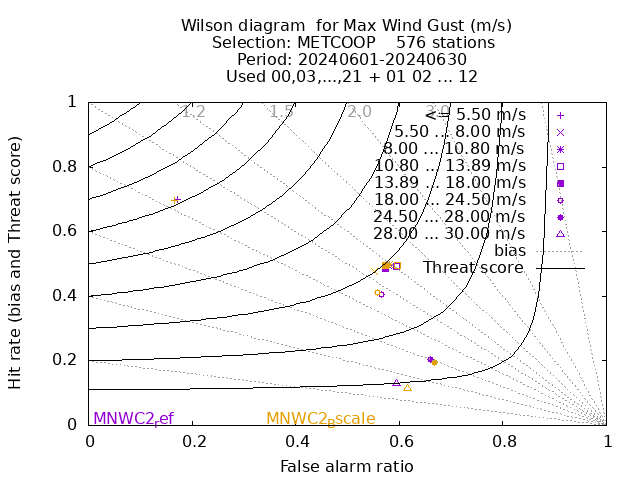 Wilson diagram  for Max Wind Gust (m/s)
Selection: METCOOP    576 stations
Period: 20240601-20240630
Used 00,03,...,21 + 01 02 ... 12
Hit rate (bias and Threat score)
1
0.8
0.6
0.4
0.2
0
1.2
1.5
2.0
3.0
<= 5.50 m/s
5.50 ... 8.00 m/s
8.00 ... 10.80 m/s
10.80 ... 13.89 m/s
13.89 ... 18.00 m/s
18.00 ... 24.50 m/s
24.50 ... 28.00 m/s
28.00 ... 30.00 m/s
bias
Threat score
MNWC2ref
MNWC2Bscale
0 0.2 0.4 0.6 0.8 1
False alarm ratio